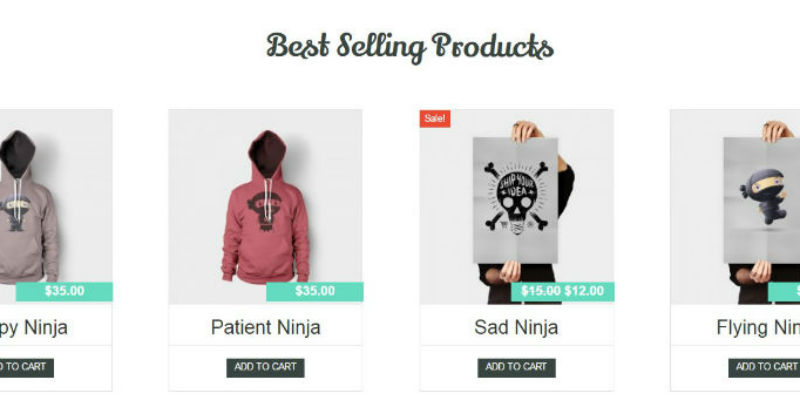 Best Selling Products
Sale!
SHIP YOUR
IDEA
$35.00
$35.00
$15.00 $12.00
$
py Ninja
Patient Ninja
Sad Ninja
Flying Nin
D TO CART
ADD TO CART
ADD TO CART
ADD TO CART